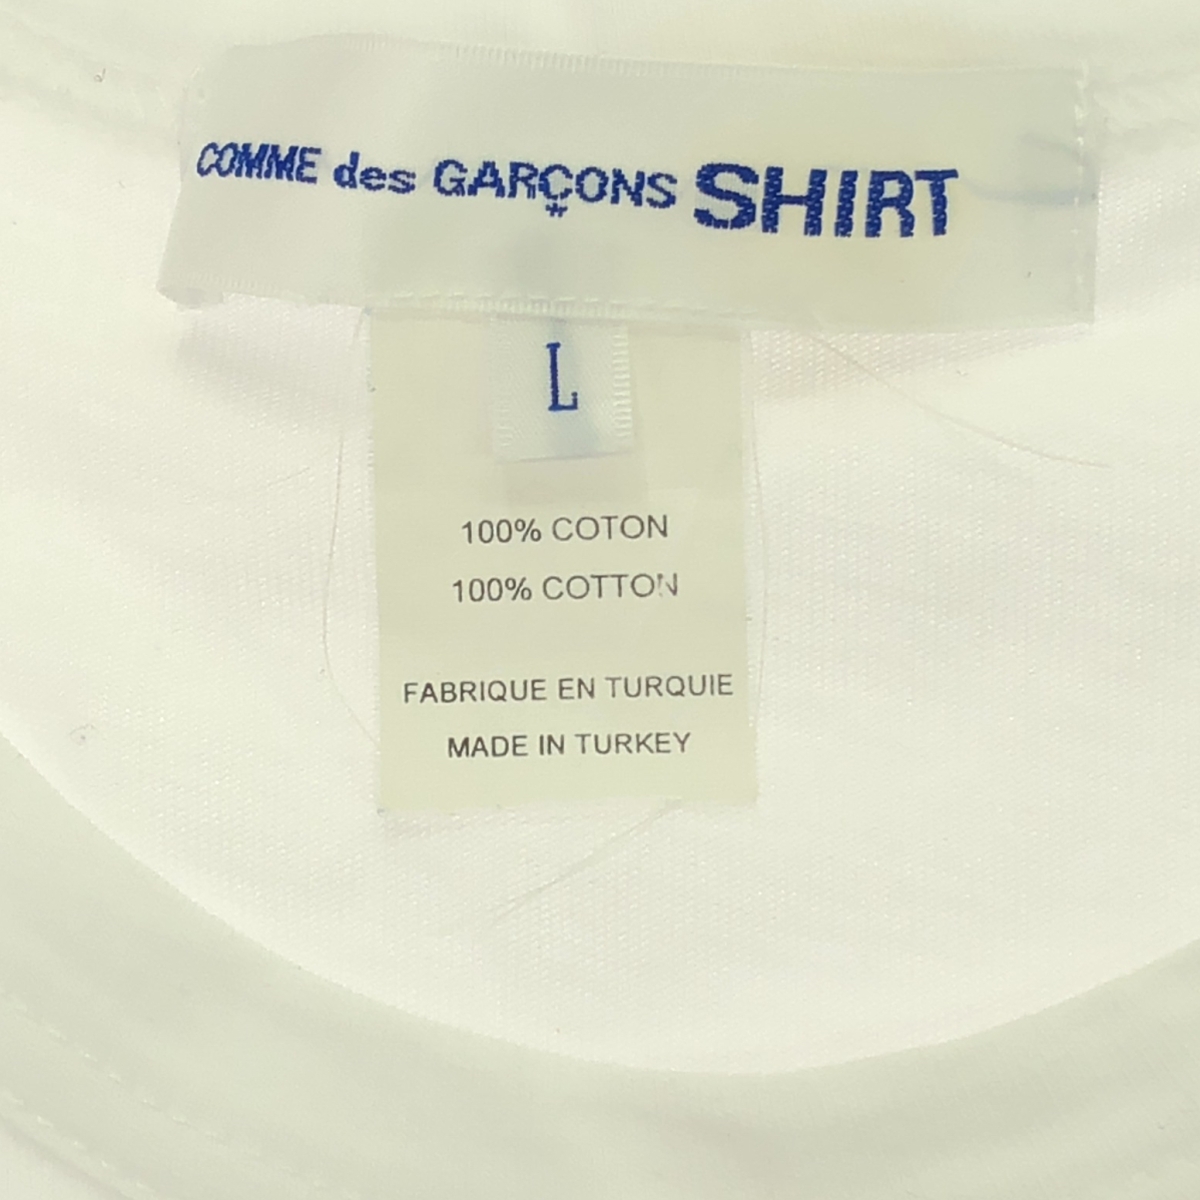 COMME des GARÇONS SHIRT
L
100% COTON
100% COTTON
FABRIQUE EN TURQUIE
MADE IN TURKEY